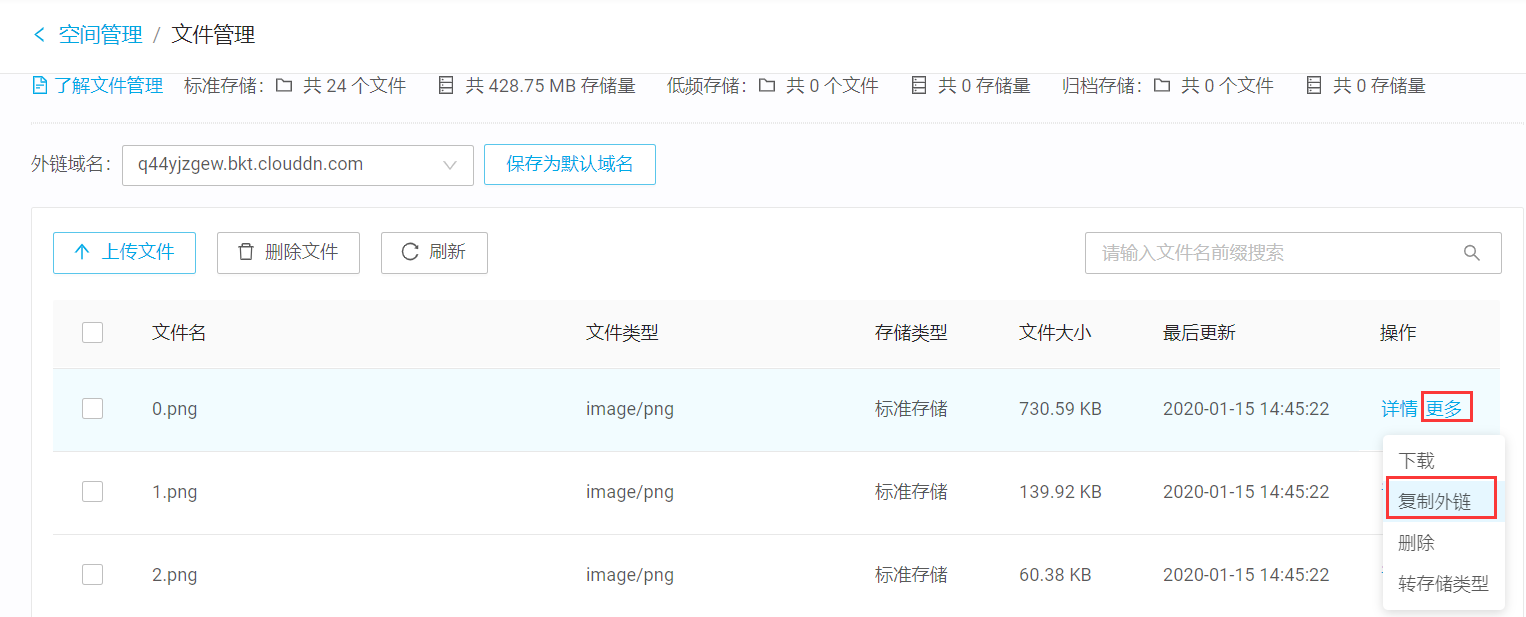 空间管理 / 文件管理
了解文件管理 标准存储: 共 24 个文件 共 428.75 MB 存储量 低频存储: 共 0 个文件 共 0 存储量 归档存储: 共 0 个文件 共 0 存储量
外链域名: q44yjzgew.bkt.clouddn.com 保存为默认域名
上传文件 删除文件 刷新 请输入文件名前缀搜索
文件名 文件类型 存储类型 文件大小 最后更新 操作
0.png image/png 标准存储 730.59 KB 2020-01-15 14:45:22 详情 更多
下载
1.png image/png 标准存储 139.92 KB 2020-01-15 14:45:22
复制外链
删除
2.png image/png 标准存储 60.38 KB 2020-01-15 14:45:22
转存储类型